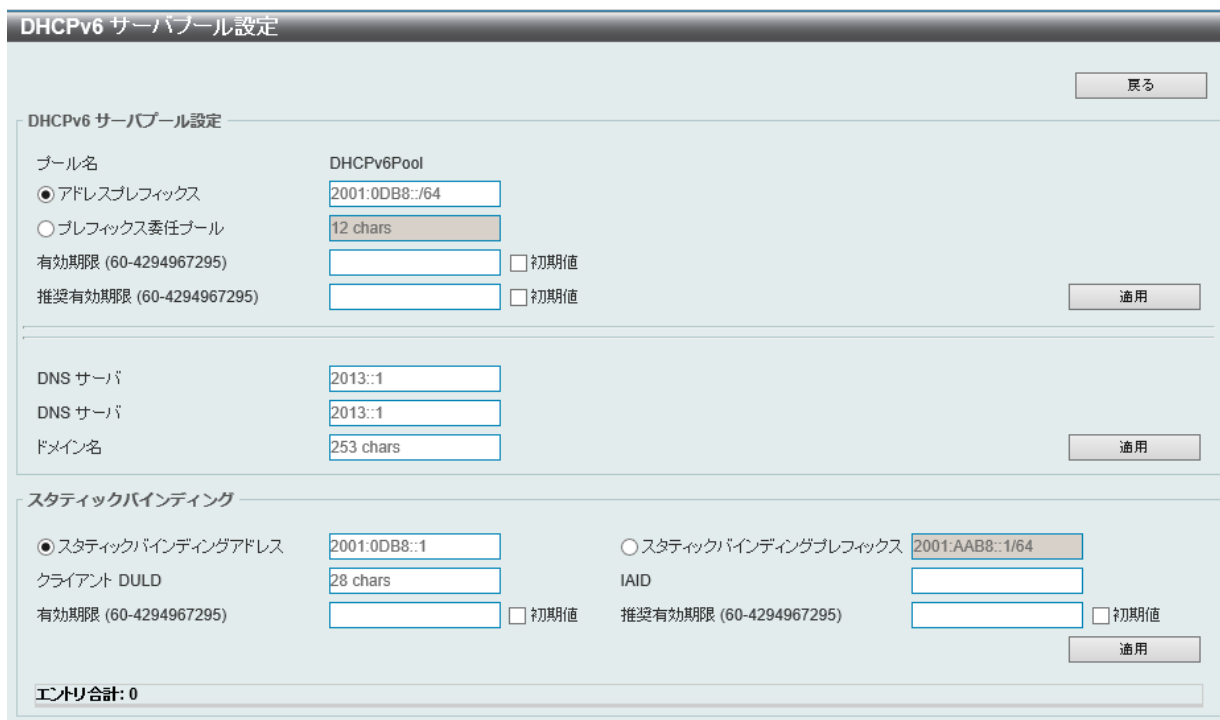 DHCPv6 サーバプール設定
戻る
DHCPv6 サーバプール設定
プール名 DHCPv6Pool
アドレスプレフィックス 2001:0DB8::/64
プレフィックス委任プール 12 chars
有効期限 (60-4294967295) 初期値
推奨有効期限 (60-4294967295) 初期値 適用
DNS サーバ 2013::1
DNS サーバ 2013::1
ドメイン名 253 chars 適用
スタティックバインディング
スタティックバインディングアドレス 2001:0DB8::1 スタティックバインディングプレフィックス 2001:AAB8::1/64
クライアント DULD 28 chars IAID
有効期限 (60-4294967295) 初期値 推奨有効期限 (60-4294967295) 初期値
適用
エントリ合計: 0